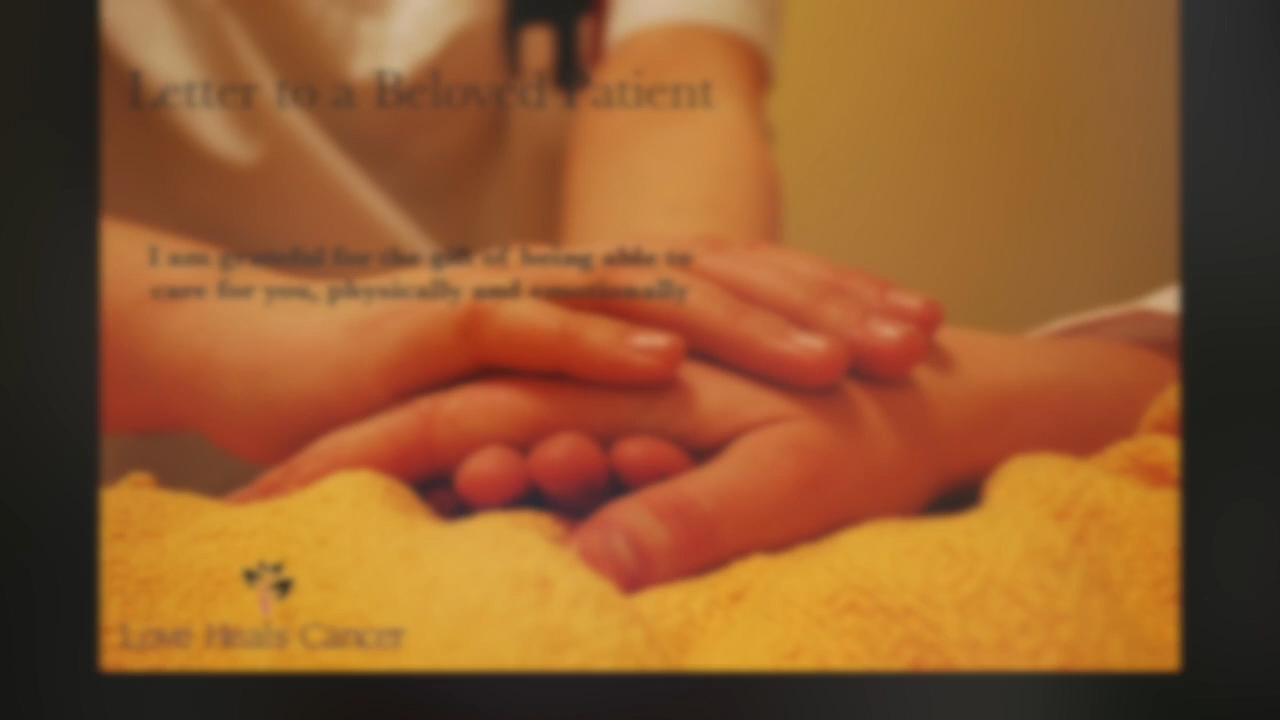 Letter to a Beloved Patient
I am grateful for the gift of being able to
care for you, physically and emotionally
Love Heals Cancer